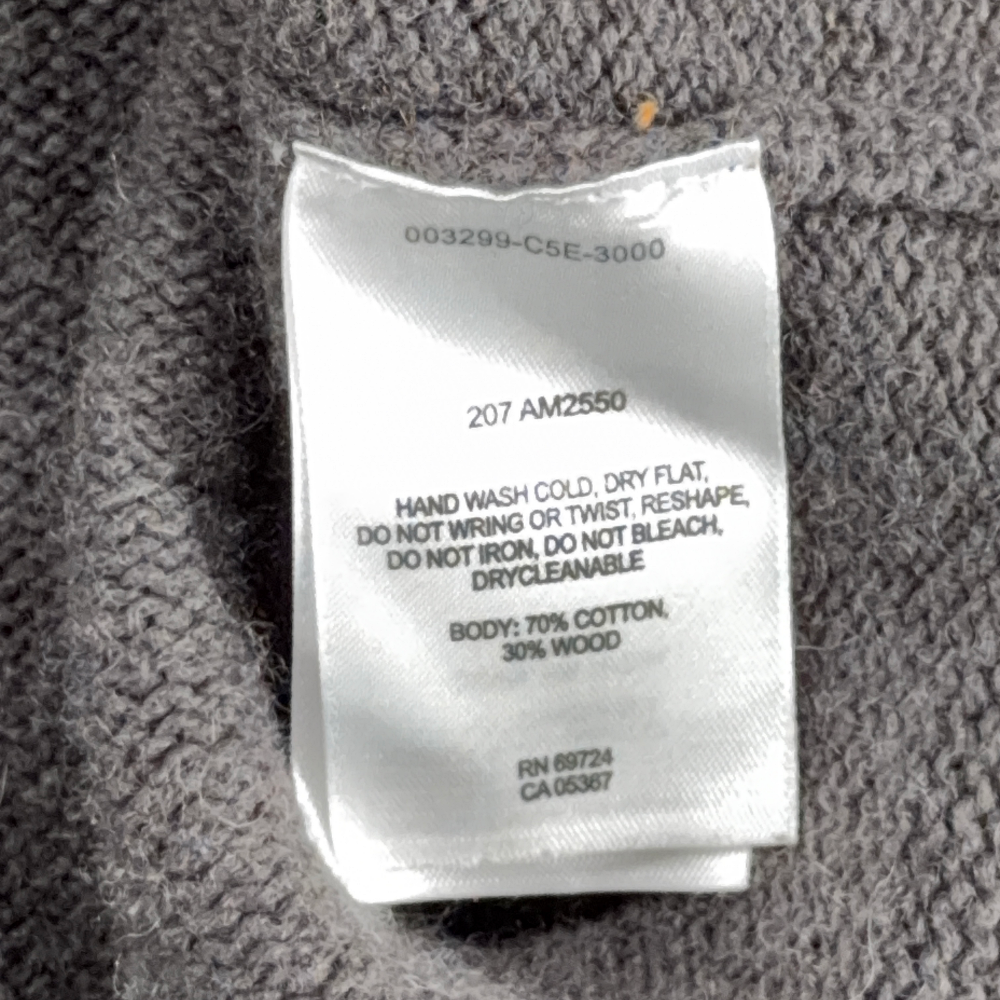 003299-C5E-3000
207 AM2550
HAND WASH COLD, DRY FLAT,
DO NOT WRING OR TWIST, RESHAPE,
DO NOT IRON, DO NOT BLEACH,
DRYCLEANABLE
BODY: 70% COTTON,
30% WOOD
RN 69724
CA 05367